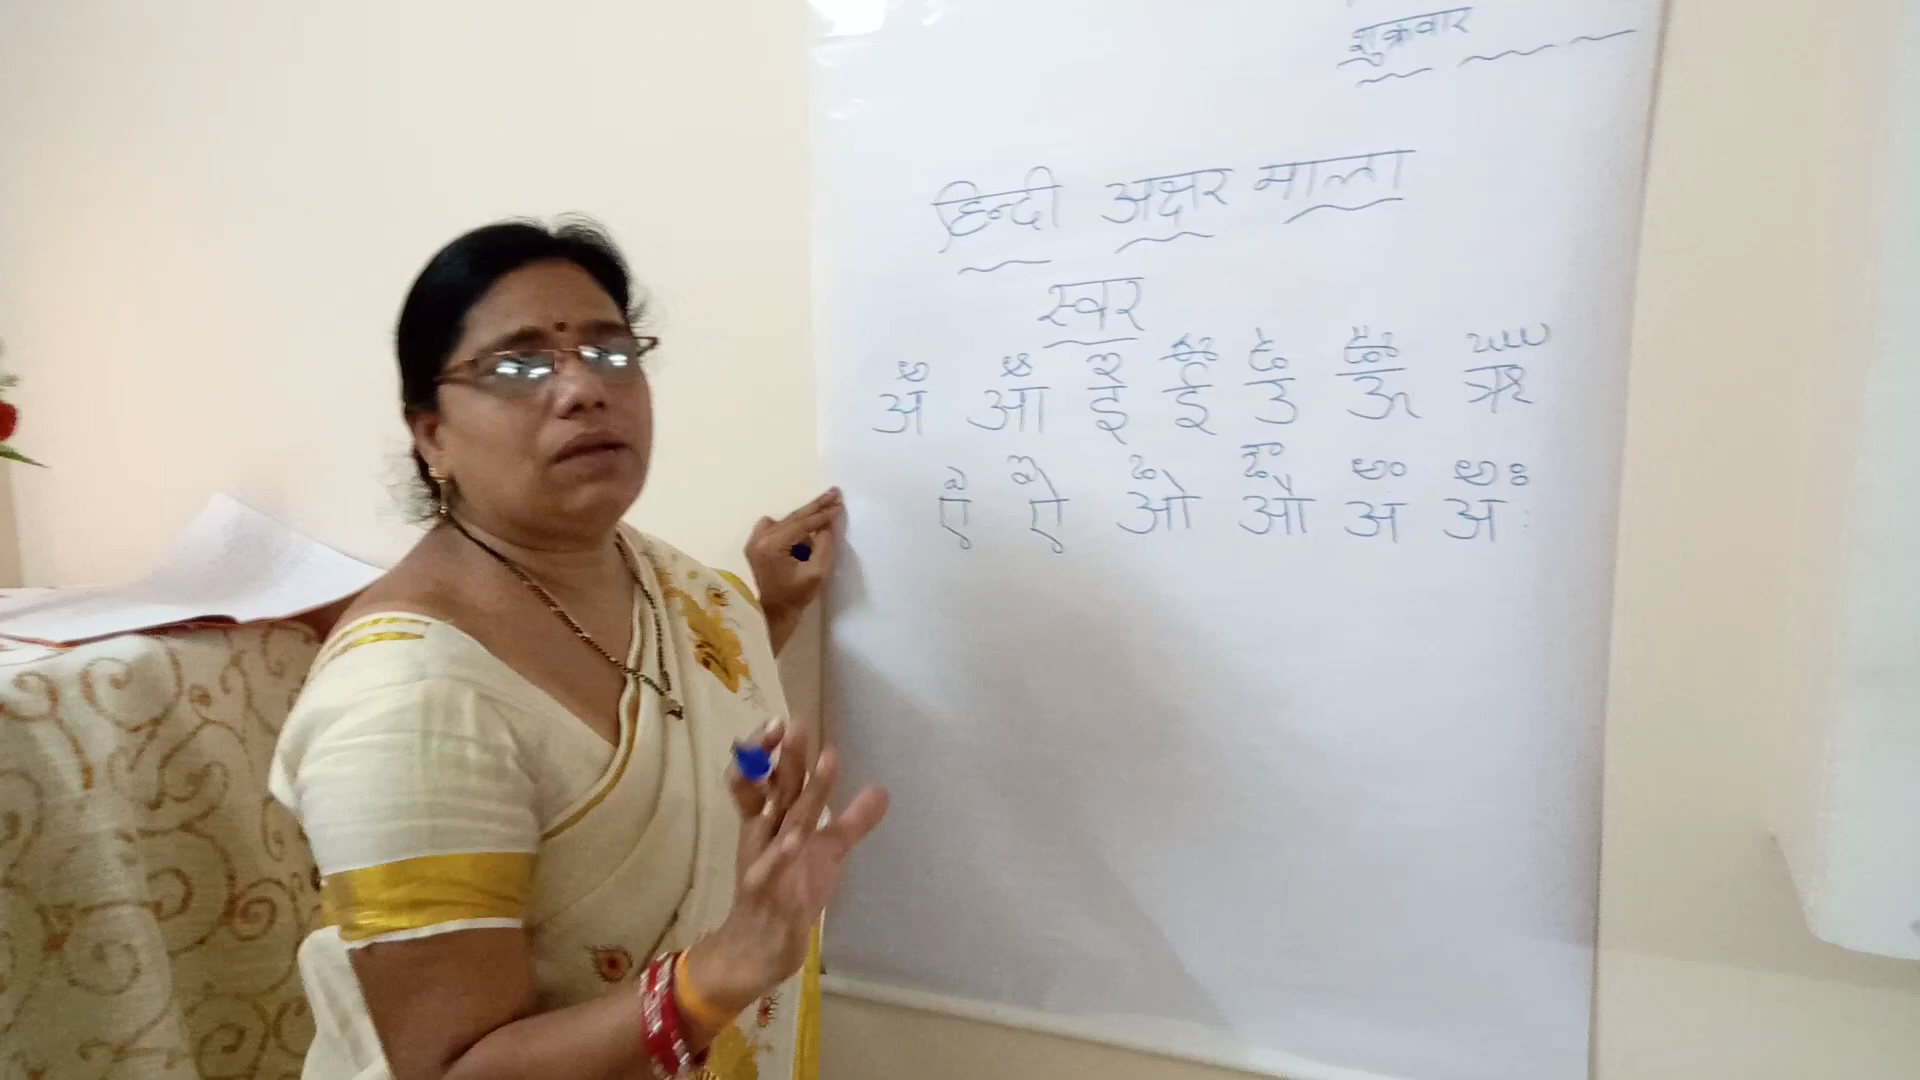 शुक्रवार
हिन्दी अक्षर माला
स्वर
అ ఆ ఇ ఈ ఉ ఊ ఋ
अ आ इ ई उ ऊ ऋ
ఏ ఐ ఓ ఔ అం అః
ए ऐ ओ औ अं अः